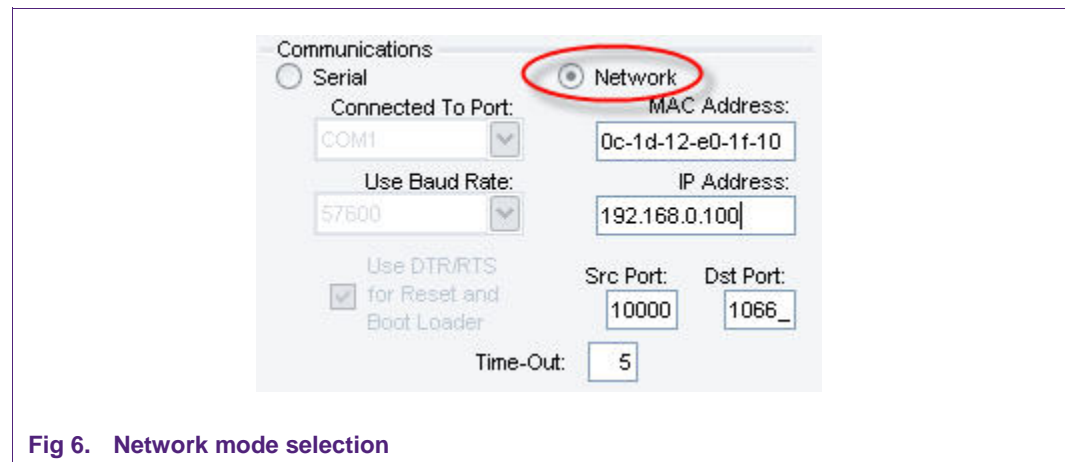 Communications
Serial
Network
Connected To Port:
MAC Address:
COM1
0c-1d-12-e0-1f-10
Use Baud Rate:
IP Address:
57600
192.168.0.100
Use DTR/RTS
for Reset and
Boot Loader
Src Port:
Dst Port:
10000
1066_
Time-Out:
5
Fig 6. Network mode selection